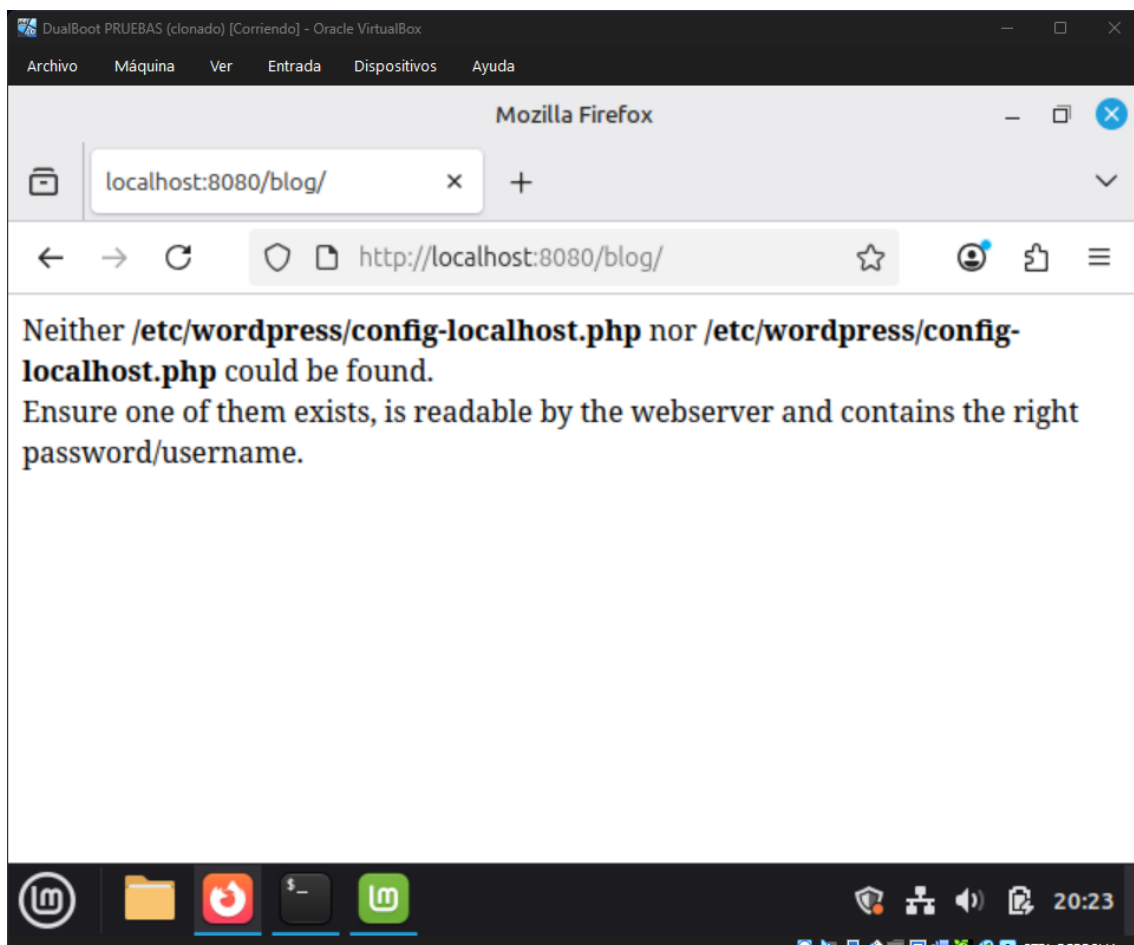 DualBoot PRUEBAS (clonado) [Corriendo] - Oracle VirtualBox
Archivo Máquina Ver Entrada Dispositivos Ayuda
Mozilla Firefox
localhost:8080/blog/
http://localhost:8080/blog/
Neither /etc/wordpress/config-localhost.php nor /etc/wordpress/config-
localhost.php could be found.
Ensure one of them exists, is readable by the webserver and contains the right
password/username.
20:23